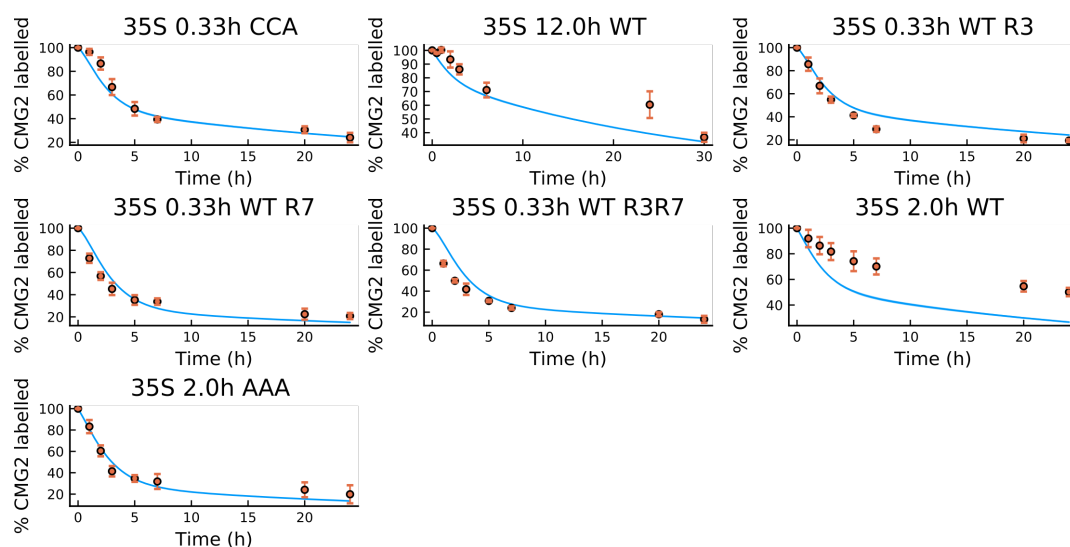 35S 0.33h CCA
% CMG2 labelled
100
80
60
40
20
0 5 10 15 20
Time (h)
35S 12.0h WT
% CMG2 labelled
100
90
80
70
60
50
40
0 10 20 30
Time (h)
35S 0.33h WT R3
% CMG2 labelled
100
80
60
40
20
0 5 10 15 20
Time (h)
35S 0.33h WT R7
% CMG2 labelled
100
80
60
40
20
0 5 10 15 20
Time (h)
35S 0.33h WT R3R7
% CMG2 labelled
100
80
60
40
20
0 5 10 15 20
Time (h)
35S 2.0h WT
% CMG2 labelled
100
80
60
40
0 5 10 15 20
Time (h)
35S 2.0h AAA
% CMG2 labelled
100
80
60
40
20
0 5 10 15 20
Time (h)